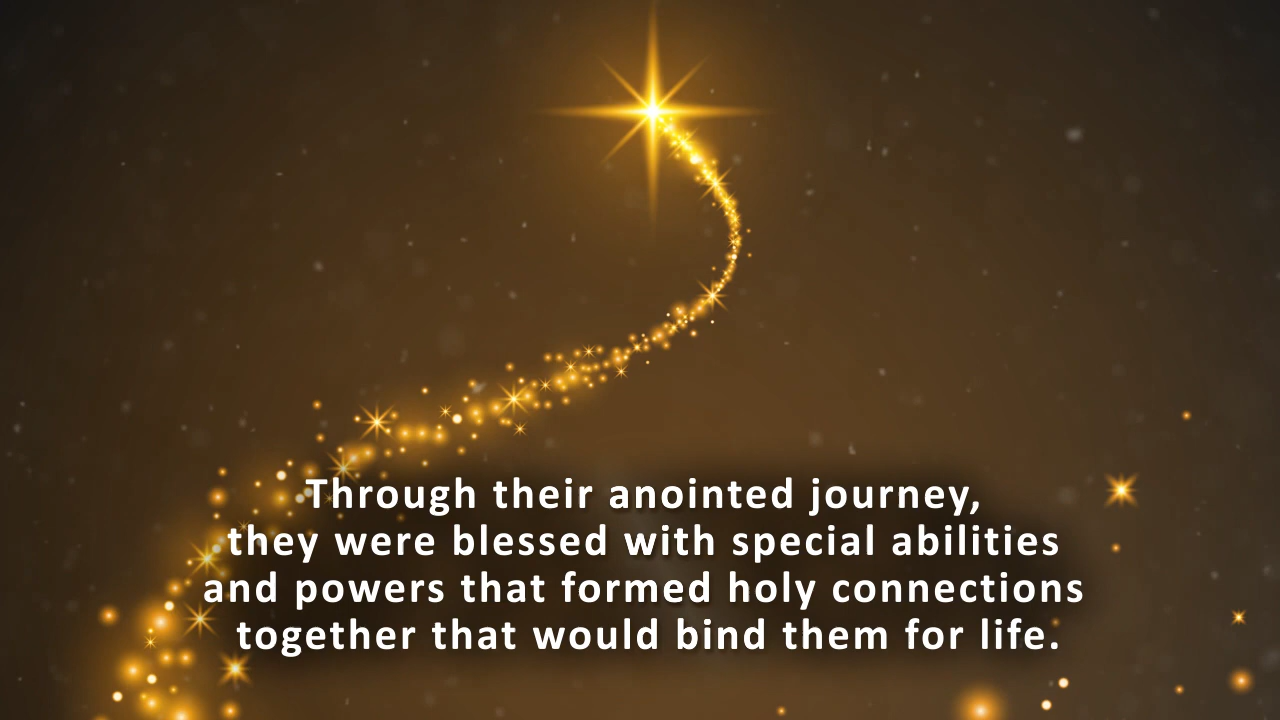 Through their anointed journey,
they were blessed with special abilities
and powers that formed holy connections
together that would bind them for life.